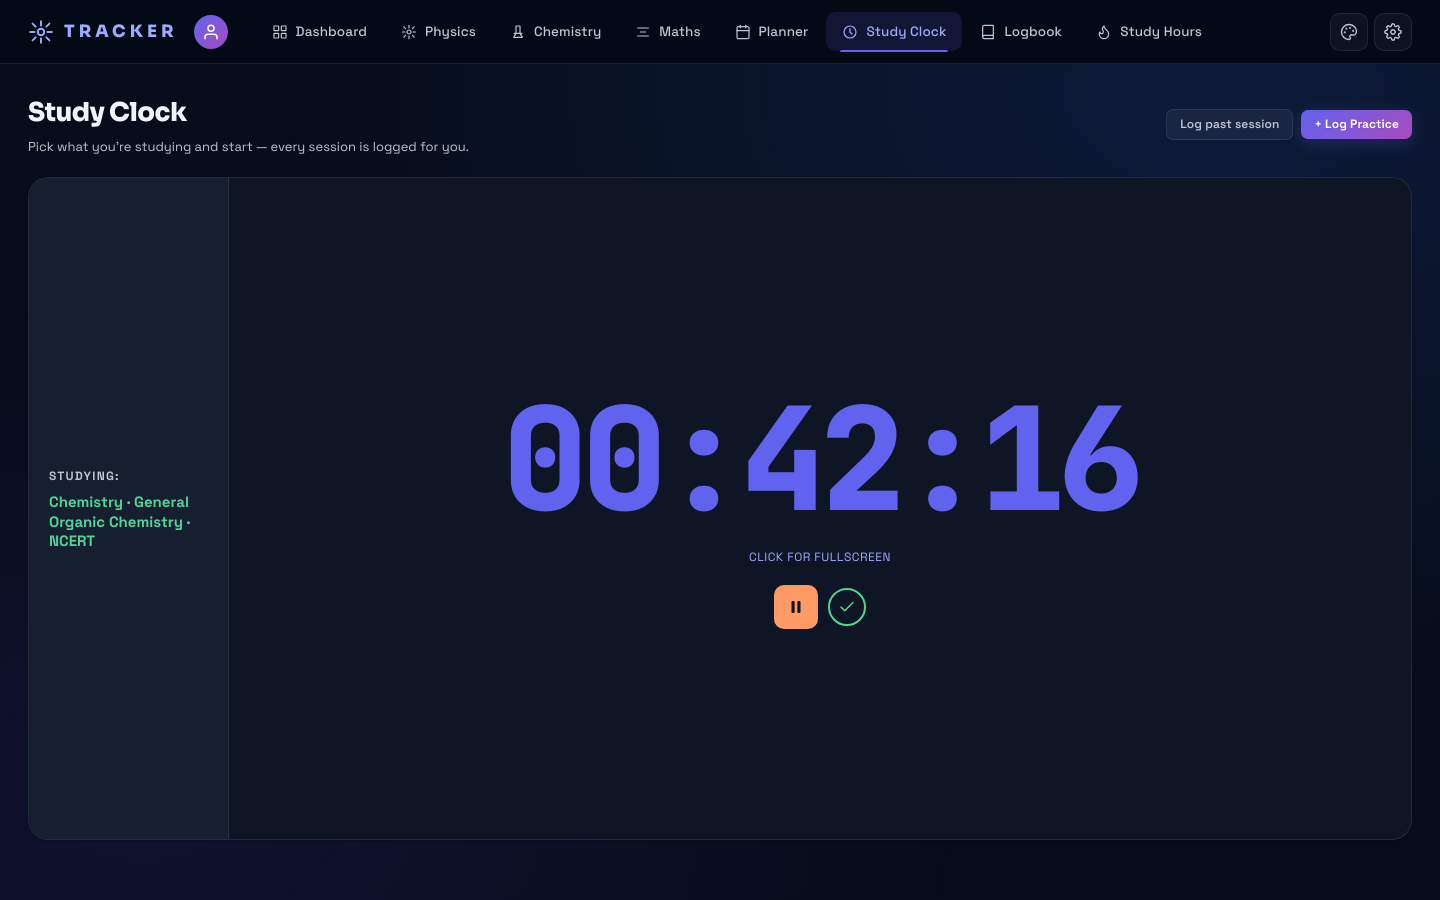 TRACKER
Dashboard
Physics
Chemistry
Maths
Planner
Study Clock
Logbook
Study Hours
Study Clock
Pick what you're studying and start — every session is logged for you.
Log past session
+ Log Practice
STUDYING:
Chemistry · General
Organic Chemistry ·
NCERT
00:42:16
CLICK FOR FULLSCREEN